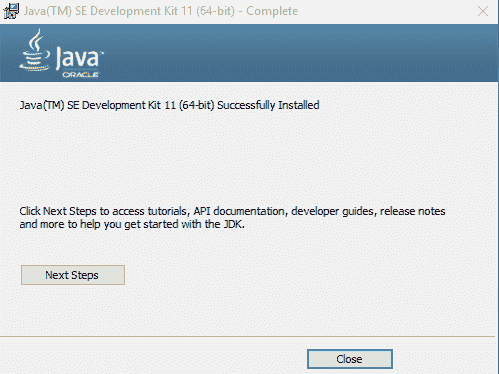 Java(TM) SE Development Kit 11 (64-bit) - Complete
Java
ORACLE
Java(TM) SE Development Kit 11 (64-bit) Successfully Installed
Click Next Steps to access tutorials, API documentation, developer guides, release notes
and more to help you get started with the JDK.
Next Steps
Close